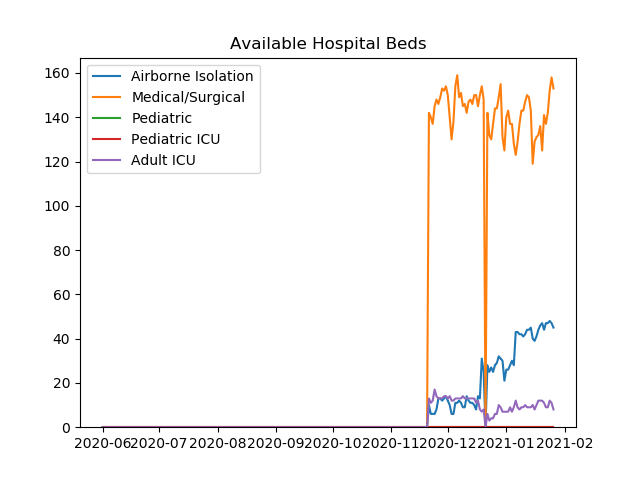 Available Hospital Beds
Airborne Isolation
Medical/Surgical
Pediatric
Pediatric ICU
Adult ICU
160
140
120
100
80
60
40
20
0
2020-06 2020-07 2020-08 2020-09 2020-10 2020-11 2020-12 2021-01 2021-02